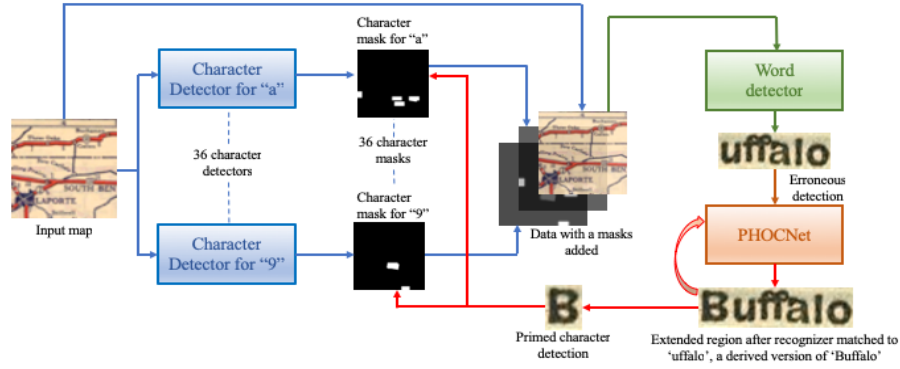 Character
mask for “a”
Character
Detector for “a”
Word
detector
36 character
detectors
36 character
masks
uffalo
SOUTH BEN
LAPORTE
Input map
Character
mask for “9”
Erroneous
detection
Character
Detector for “9”
Data with a masks
added
PHOCNet
B
Buffalo
Primed character
detection
Extended region after recognizer matched to
‘uffalo’, a derived version of ‘Buffalo’